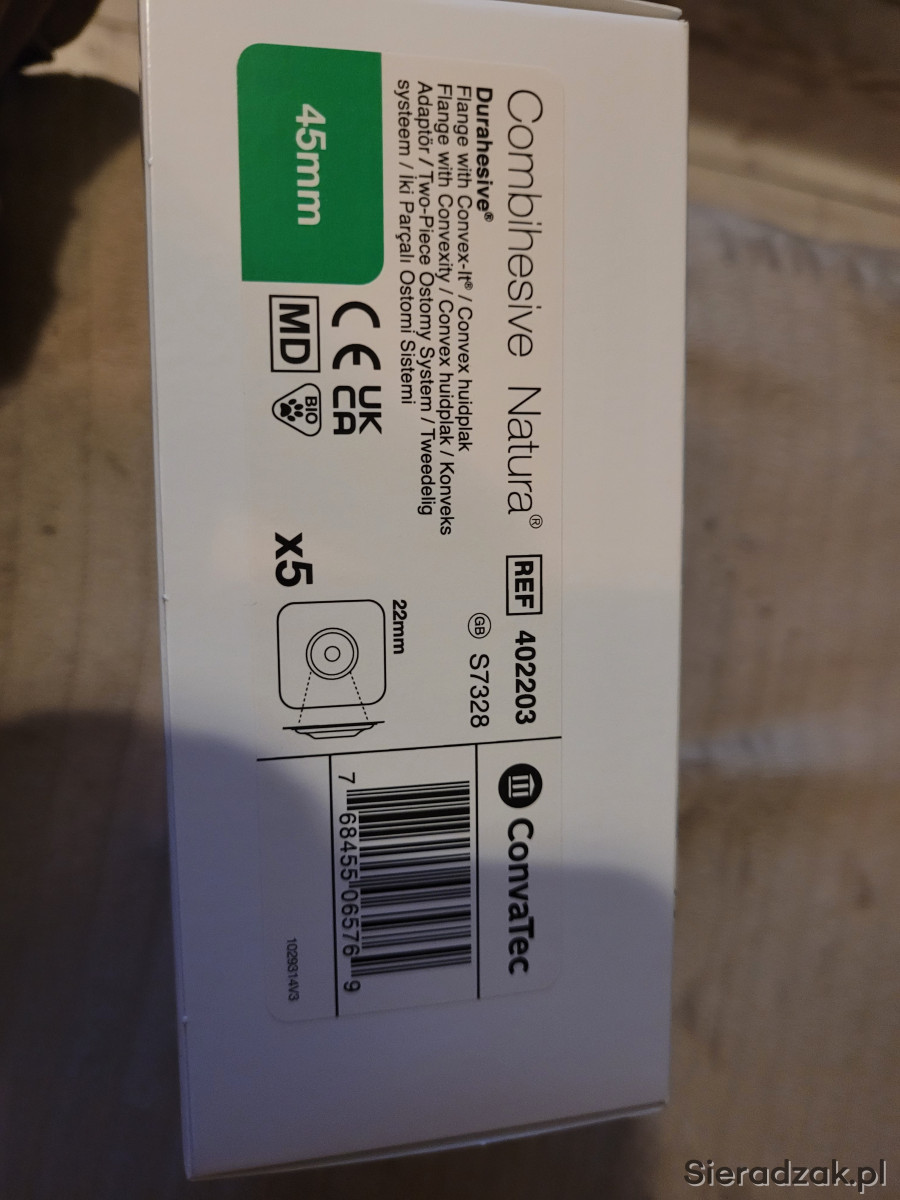 Combihesive Natura® REF 402203
GB S7328
Durahesive®
Flange with Convex-It® / Convex huidplak
Flange with Convexity / Convex huidplak / Konveks
Adaptör / Two-Piece Ostomy System / Tweedelig
systeem / İki Parçalı Ostomi Sistemi
45mm
CE UK
CA
MD
BIO
x5
22mm
ConvaTec
7 68455 06576 9
1029314V3
Sieradzak.pl